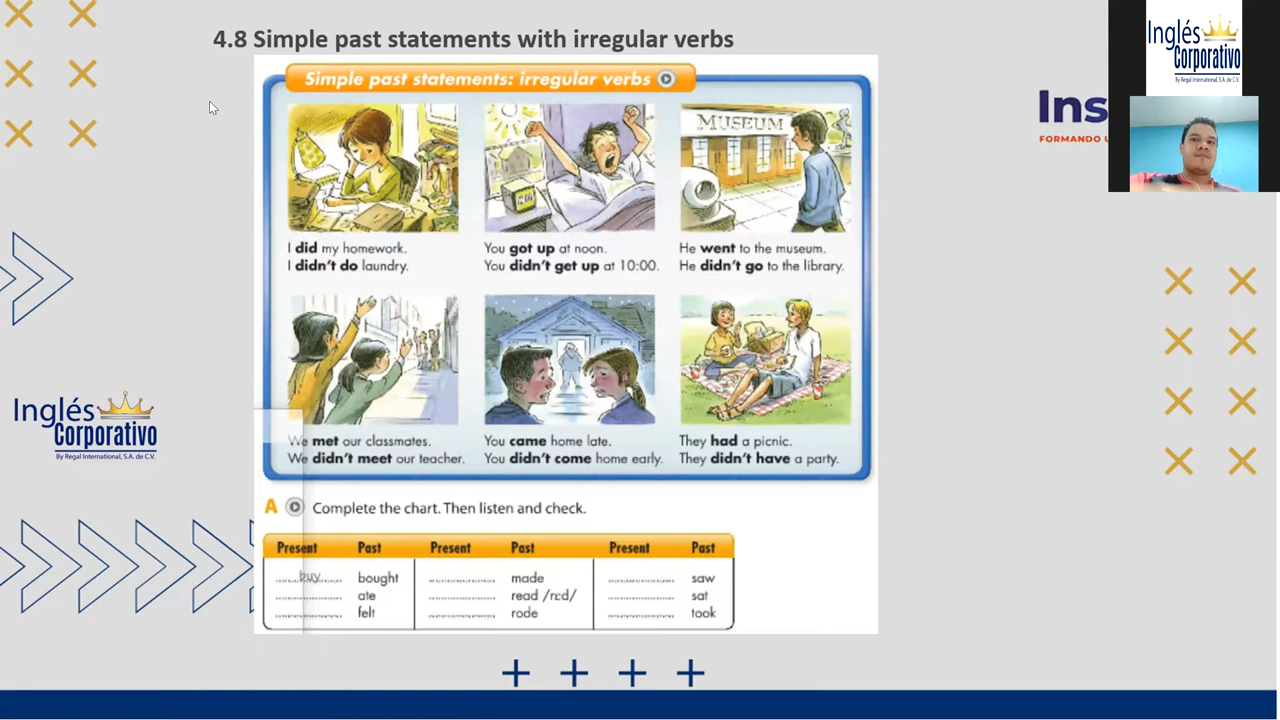 4.8 Simple past statements with irregular verbs
Simple past statements: irregular verbs
MUSEUM
I did my homework.
I didn't do laundry.
You got up at noon.
You didn't get up at 10:00.
He went to the museum.
He didn't go to the library.
We met our classmates.
We didn't meet our teacher.
You came home late.
You didn't come home early.
They had a picnic.
They didn't have a party.
A Complete the chart. Then listen and check.
Present Past Present Past Present Past
buy bought made saw
ate read /rɛd/ sat
felt rode took
Inglés
Corporativo
By Regal International, S.A. de C.V.
Inglés
Corporativo
By Regal International, S.A. de C.V.
Ins
FORMANDO U